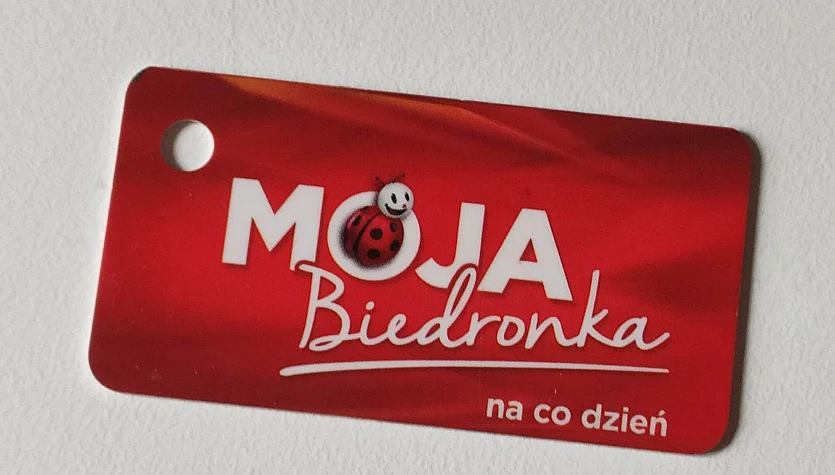 MOJA
Biedronka
na co dzień